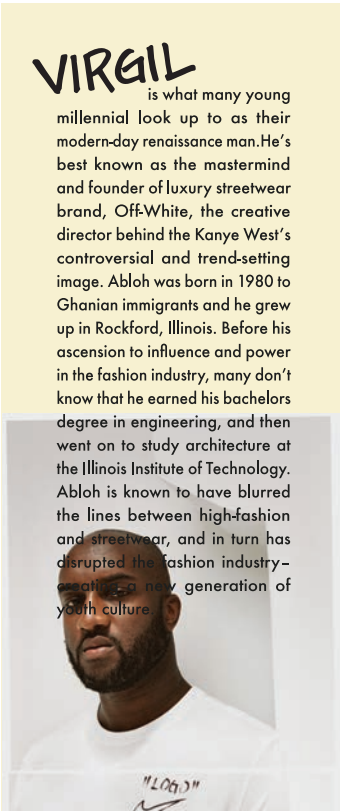 VIRGIL
is what many young
millennial look up to as their
modern-day renaissance man.He's
best known as the mastermind
and founder of luxury streetwear
brand, Off-White, the creative
director behind the Kanye West's
controversial and trend-setting
image. Abloh was born in 1980 to
Ghanian immigrants and he grew
up in Rockford, Illinois. Before his
ascension to influence and power
in the fashion industry, many don't
know that he earned his bachelors
degree in engineering, and then
went on to study architecture at
the Illinois Institute of Technology.
Abloh is known to have blurred
the lines between high-fashion
and streetwear, and in turn has
disrupted the fashion industry–
creating a new generation of
youth culture.
"LOGO"